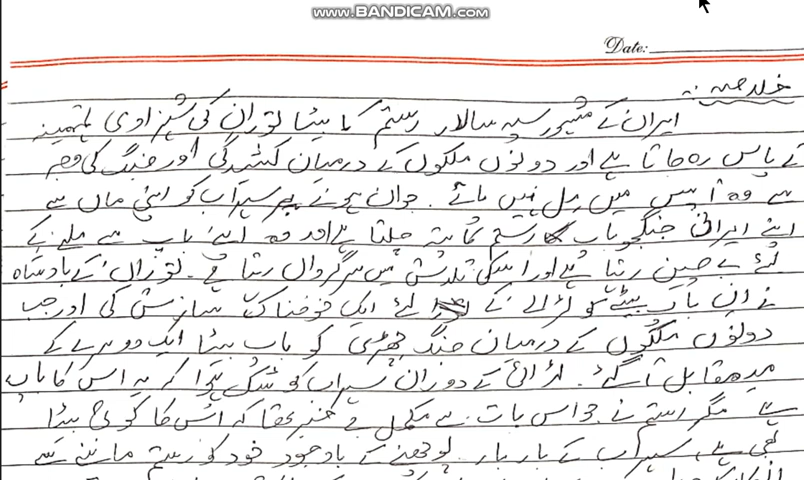 www.BANDICAM.com
Date:
خلاصہ :-
ایران کے مشہور سپہ سالار رستم کا بیٹا توران کی شہزادی تہمینہ
کے پاس رہ جاتا ہے اور دونوں ملکوں کے درمیان کشیدگی اور جنگ کی وجہ
سے وہ آپس میں مل نہیں پاتے۔ جوان ہونے پر سہراب کو اپنی ماں سے
اپنے ایرانی جنگجو باپ رستم کا پتہ چلتا ہے اور وہ اپنے باپ سے ملنے کے
لئے بے چین رہتا ہے اور اسکی تلاش میں سرگرداں رہتا ہے۔ توران کے بادشاہ
نے ان باپ بیٹے کو لڑانے کے لئے ایک خوفناک سازش کی اور جب
دونوں ملکوں کے درمیان جنگ چھڑی تو باپ بیٹا ایک دوسرے کے
مدمقابل آ گئے۔ لڑائی کے دوران سہراب کو شک ہوا کہ یہ اس کا باپ
ہے مگر رستم نے جو اس بات سے مکمل بے خبر تھا کہ اس کا کوئی بیٹا
بھی ہے، سہراب کے بار بار پوچھنے کے باوجود خود کو رستم ماننے سے